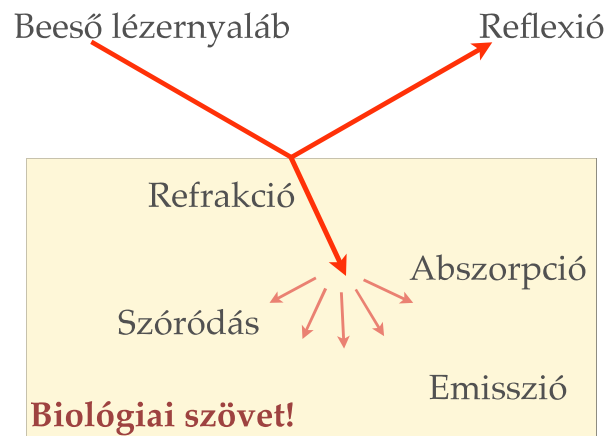 Beeső lézernyaláb
Reflexió
Refrakció
Abszorpció
Szóródás
Emisszió
Biológiai szövet!